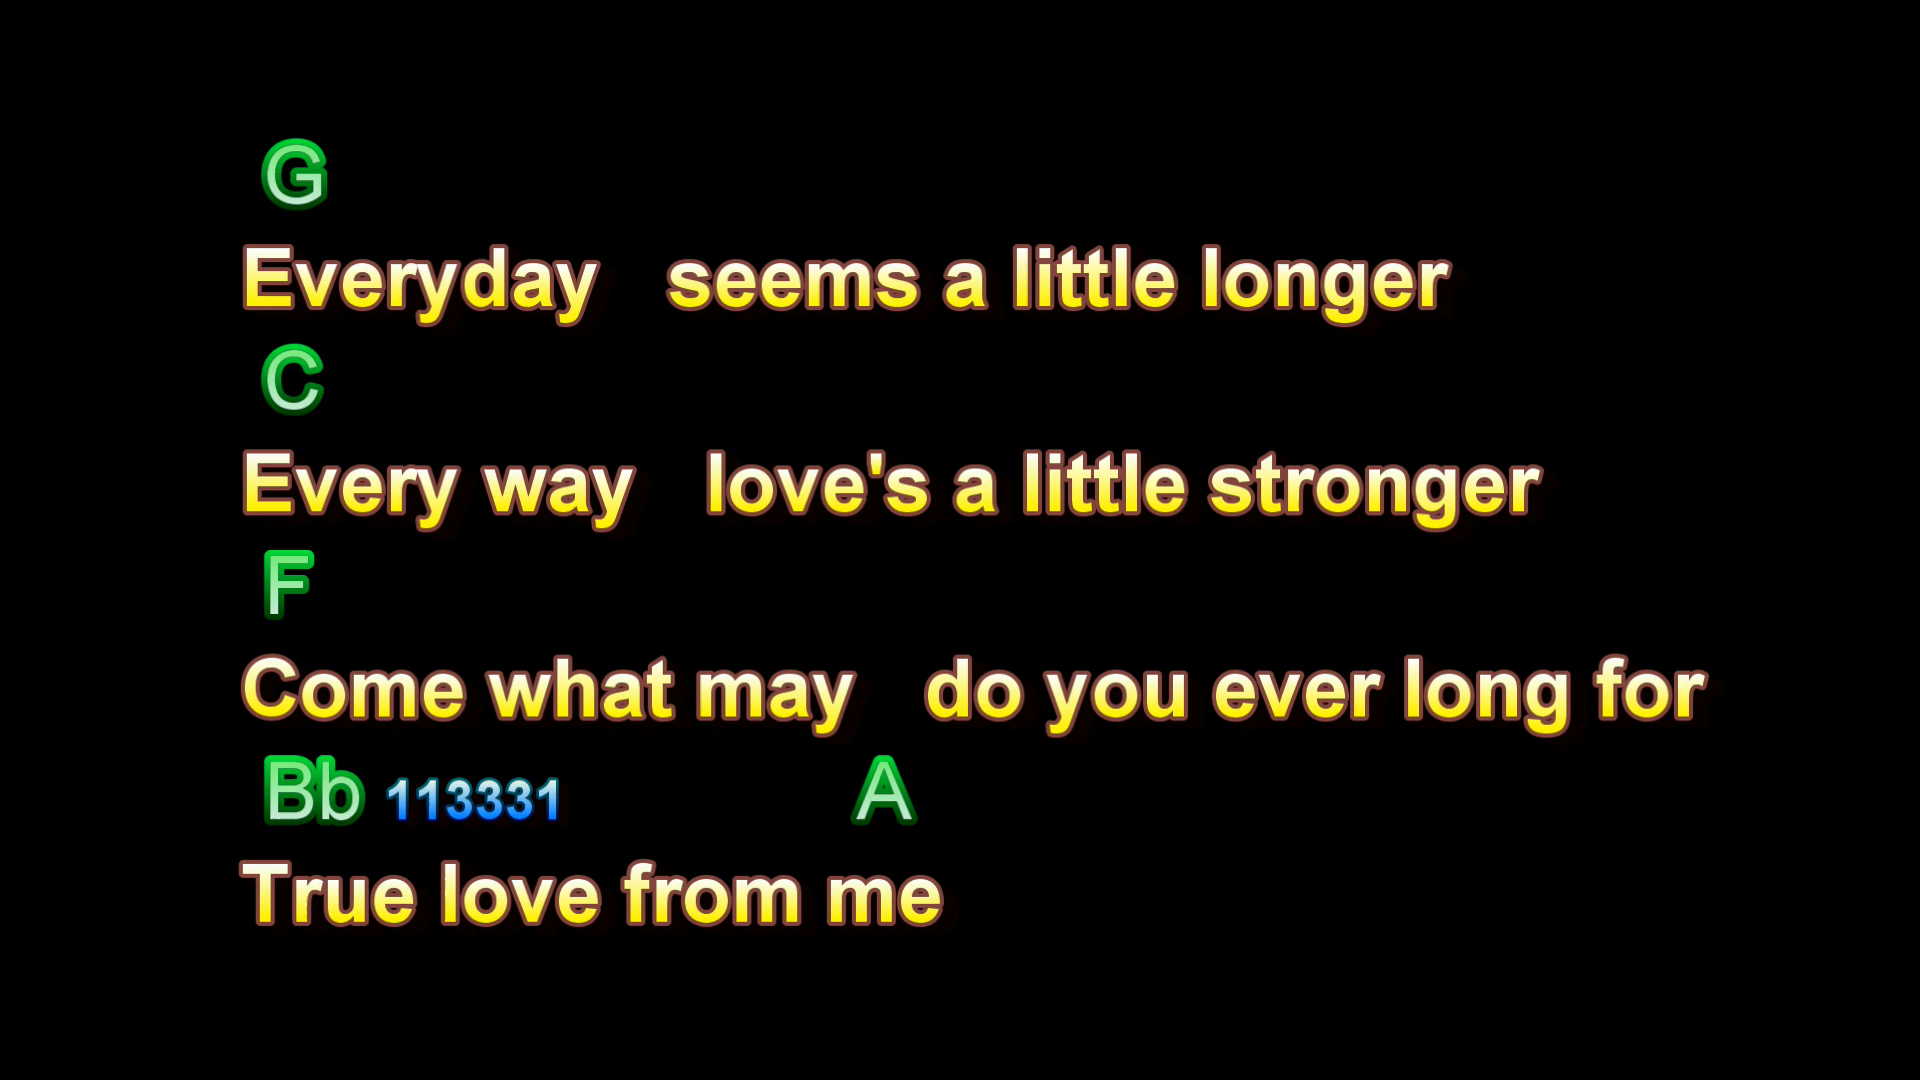 G
Everyday seems a little longer
C
Every way love's a little stronger
F
Come what may do you ever long for
Bb 113331 A
True love from me